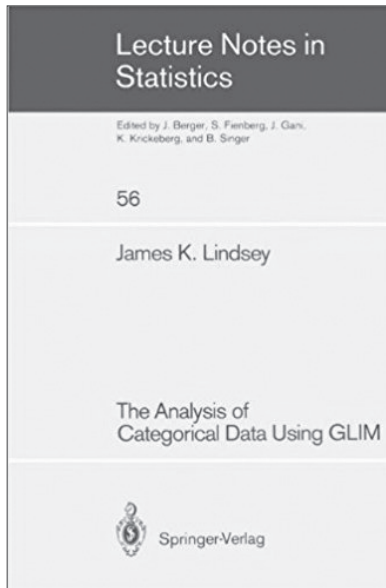 Lecture Notes in
Statistics
Edited by J. Berger, S. Fienberg, J. Gani,
K. Krickeberg, and B. Singer
56
James K. Lindsey
The Analysis of
Categorical Data Using GLIM
Springer-Verlag